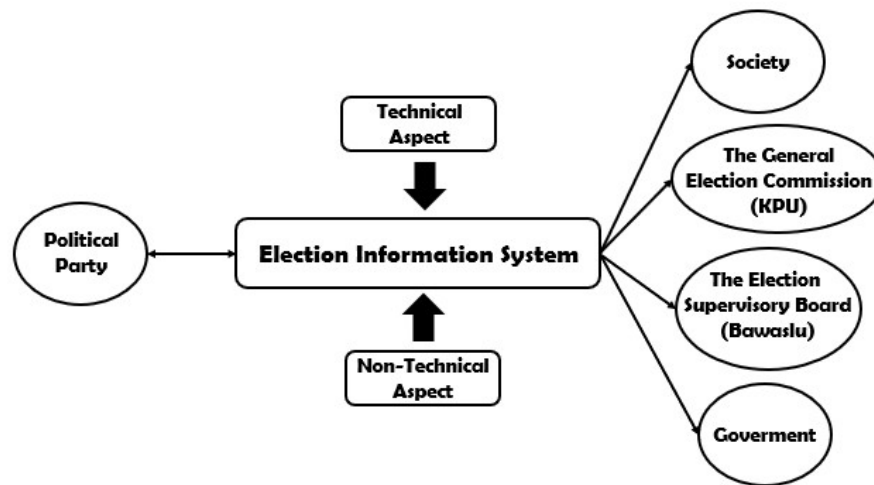 Society
Technical
Aspect
The General
Election Commission
(KPU)
Political
Party
Election Information System
The Election
Supervisory Board
(Bawaslu)
Non-Technical
Aspect
Goverment